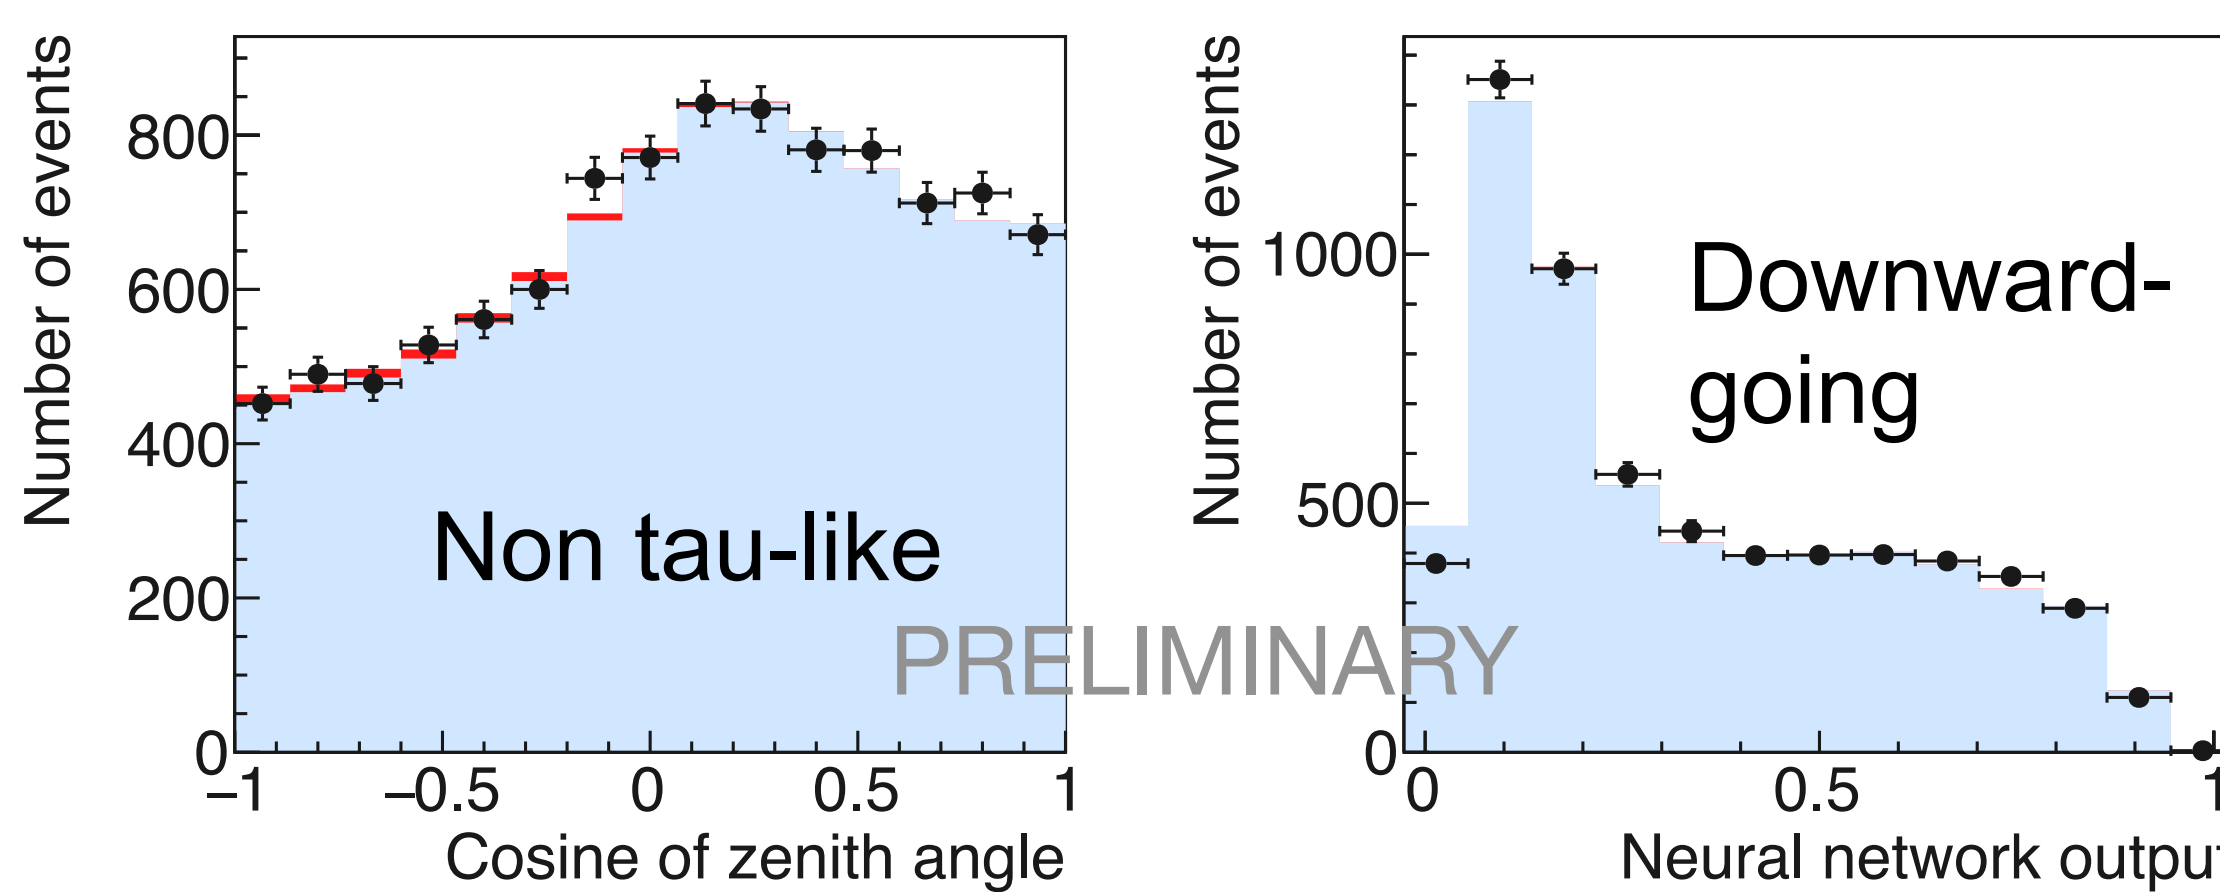 Number of events
800
600
400
200
0
−1
−0.5
0
0.5
1
Cosine of zenith angle
Non tau-like
PRELIMINARY
Number of events
1000
500
0
0
0.5
1
Neural network output
Downward-
going